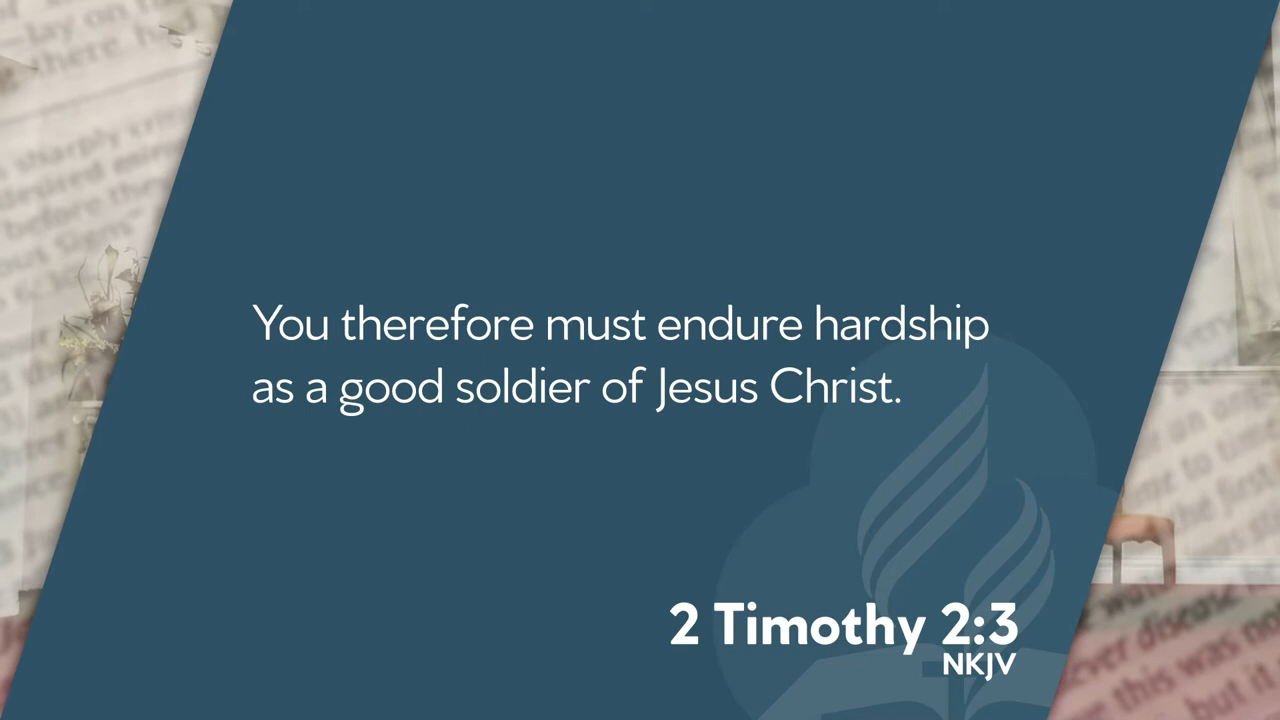 You therefore must endure hardship
as a good soldier of Jesus Christ.
2 Timothy 2:3
NKJV